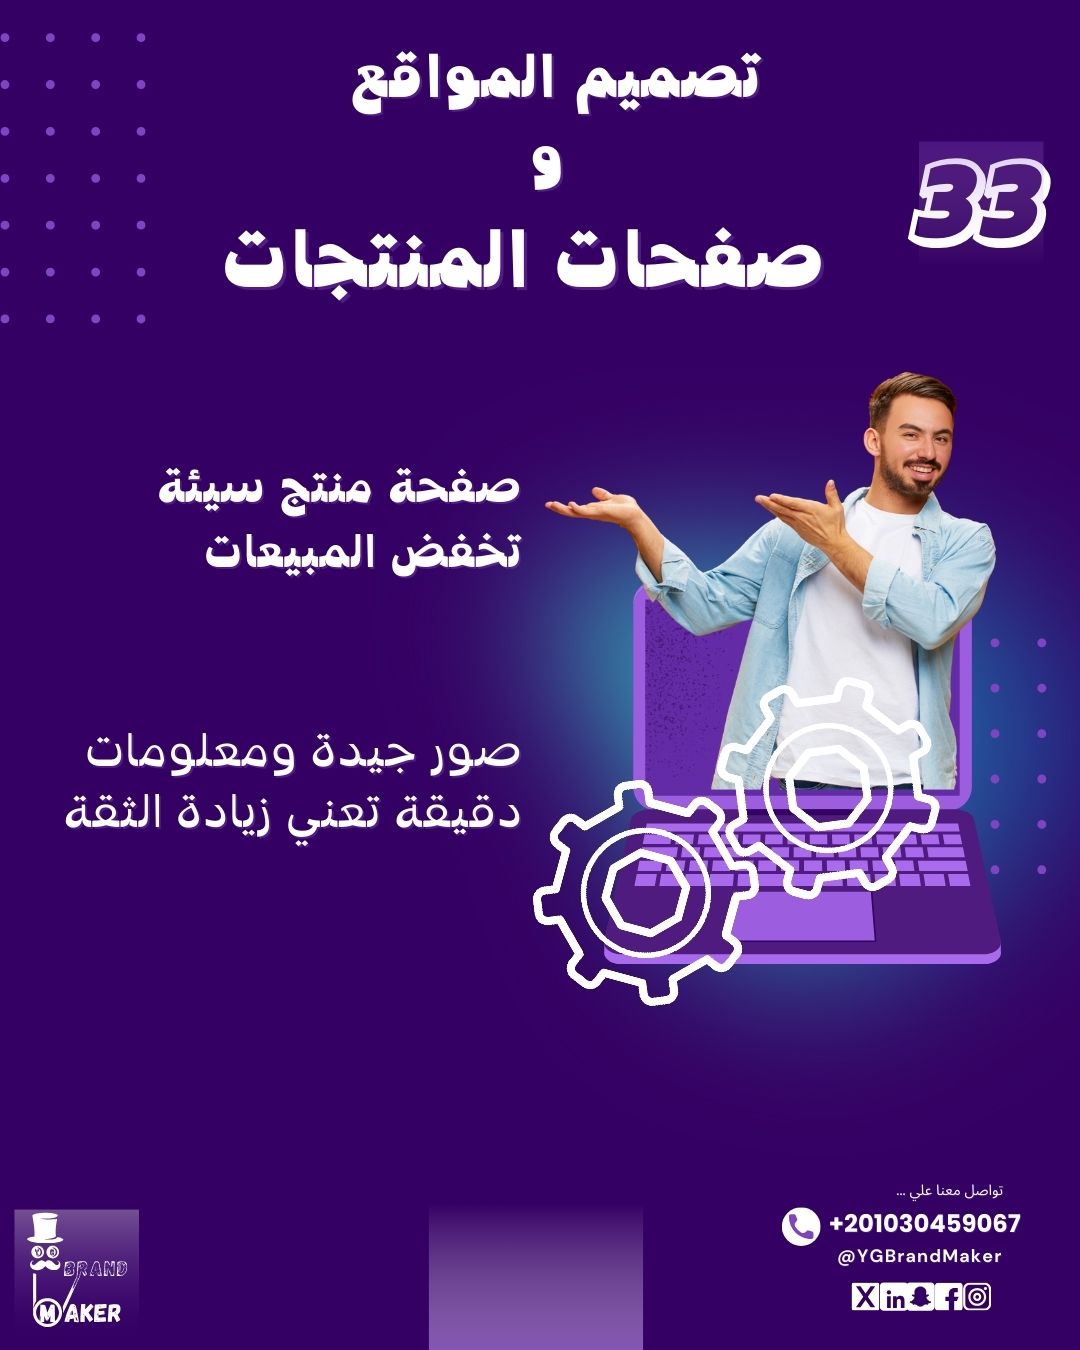 تصميم المواقع
و
صفحات المنتجات
33
صفحة منتج سيئة
تخفض المبيعات
صور جيدة ومعلومات
دقيقة تعني زيادة الثقة
تواصل معنا علي ...
+201030459067
@YGBrandMaker
BRAND
MAKER